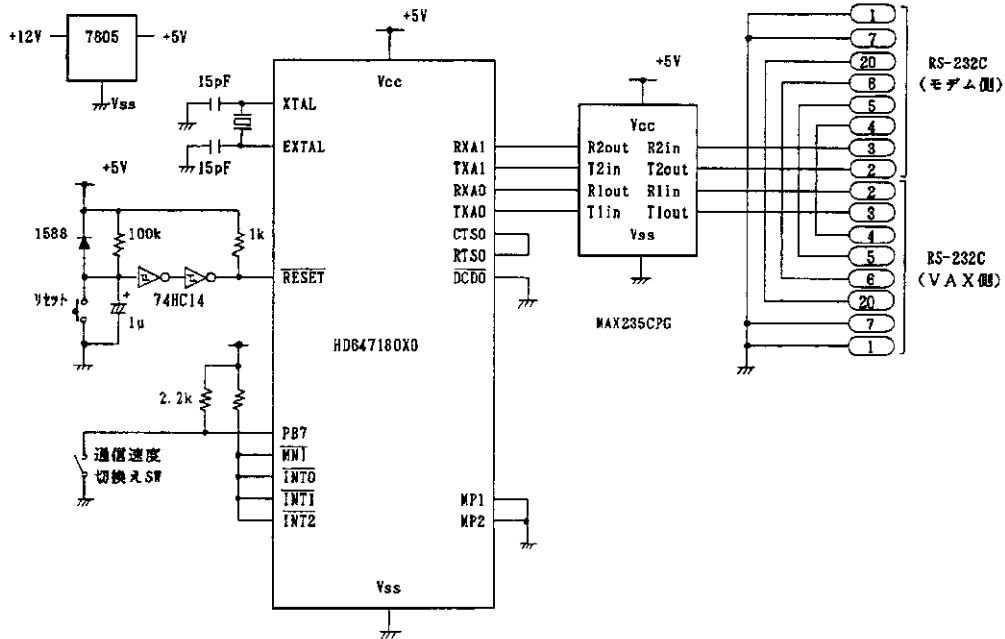 +12V
7805
+5V
Vss
+5V
Vcc
15pF
XTAL
EXTAL
15pF
+5V
1588
100k
1k
RESET
リセット
1μ
74HC14
HD647180X0
2.2k
PB7
通信速度
切換えSW
MNI
INT0
INT1
INT2
Vss
RXA1
TXA1
RXA0
TXA0
CTS0
RTS0
DCD0
MP1
MP2
+5V
Vcc
R2out R2in
T2in T2out
R1out R1in
T1in T1out
Vss
MAX235CPG
1
7
20
6
5
4
3
2
RS-232C
(モデム側)
2
3
4
5
6
20
7
1
RS-232C
(VAX側)